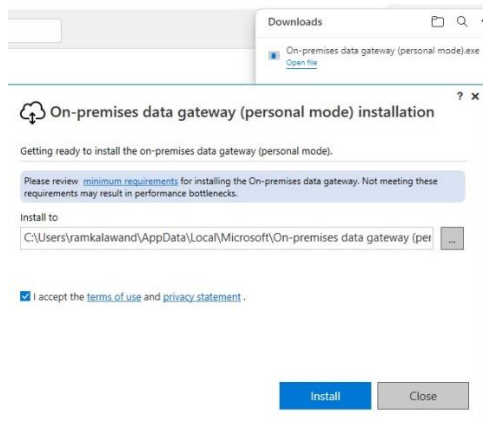 Downloads
On-premises data gateway (personal mode).exe
Open file
? x
On-premises data gateway (personal mode) installation
Getting ready to install the on-premises data gateway (personal mode).
Please review minimum requirements for installing the On-premises data gateway. Not meeting these
requirements may result in performance bottlenecks.
Install to
C:\Users\ramkalawand\AppData\Local\Microsoft\On-premises data gateway (per
...
I accept the terms of use and privacy statement .
Install
Close